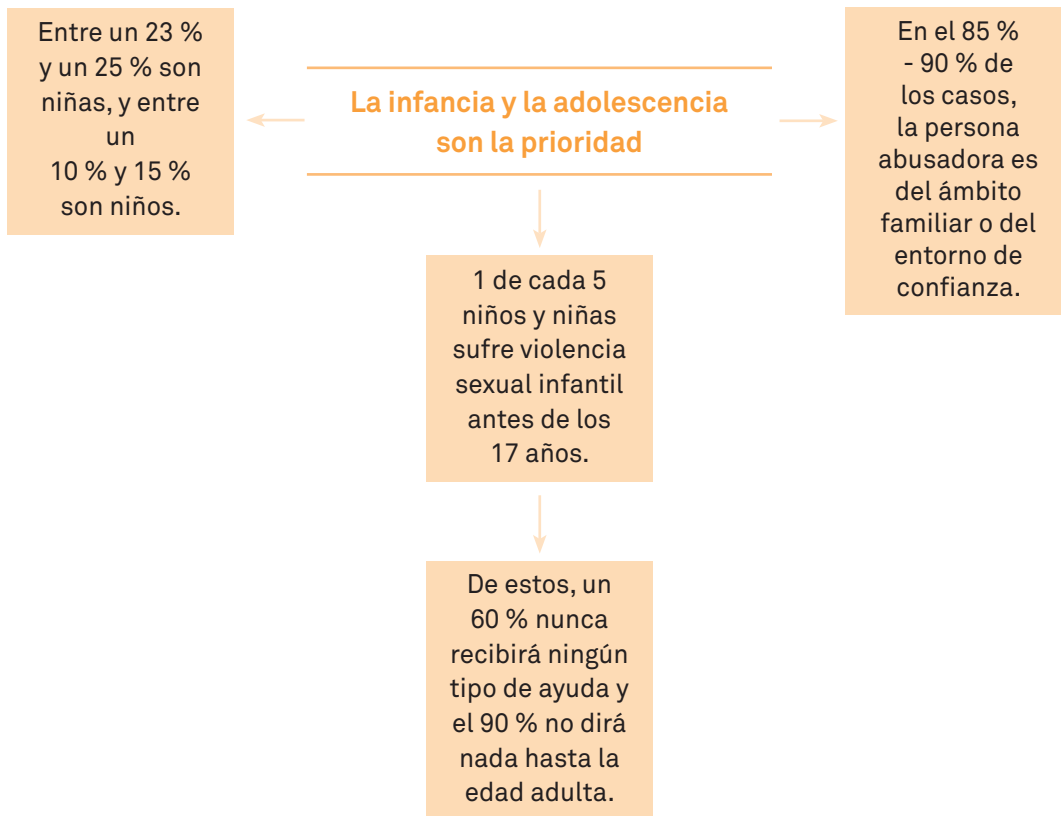 La infancia y la adolescencia
son la prioridad
Entre un 23 %
y un 25 % son
niñas, y entre
un
10 % y 15 %
son niños.
En el 85 %
- 90 % de
los casos,
la persona
abusadora es
del ámbito
familiar o del
entorno de
confianza.
1 de cada 5
niños y niñas
sufre violencia
sexual infantil
antes de los
17 años.
De estos, un
60 % nunca
recibirá ningún
tipo de ayuda y
el 90 % no dirá
nada hasta la
edad adulta.